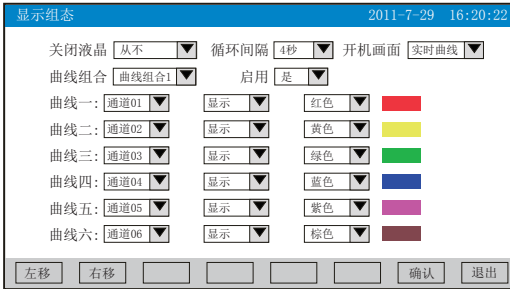 显示组态 2011-7-29 16:20:22
关闭液晶 从不 循环间隔 4秒 开机画面 实时曲线
曲线组合 曲线组合1 启用 是
曲线一: 通道01 显示 红色
曲线二: 通道02 显示 黄色
曲线三: 通道03 显示 绿色
曲线四: 通道04 显示 蓝色
曲线五: 通道05 显示 紫色
曲线六: 通道06 显示 棕色
左移 右移 确认 退出